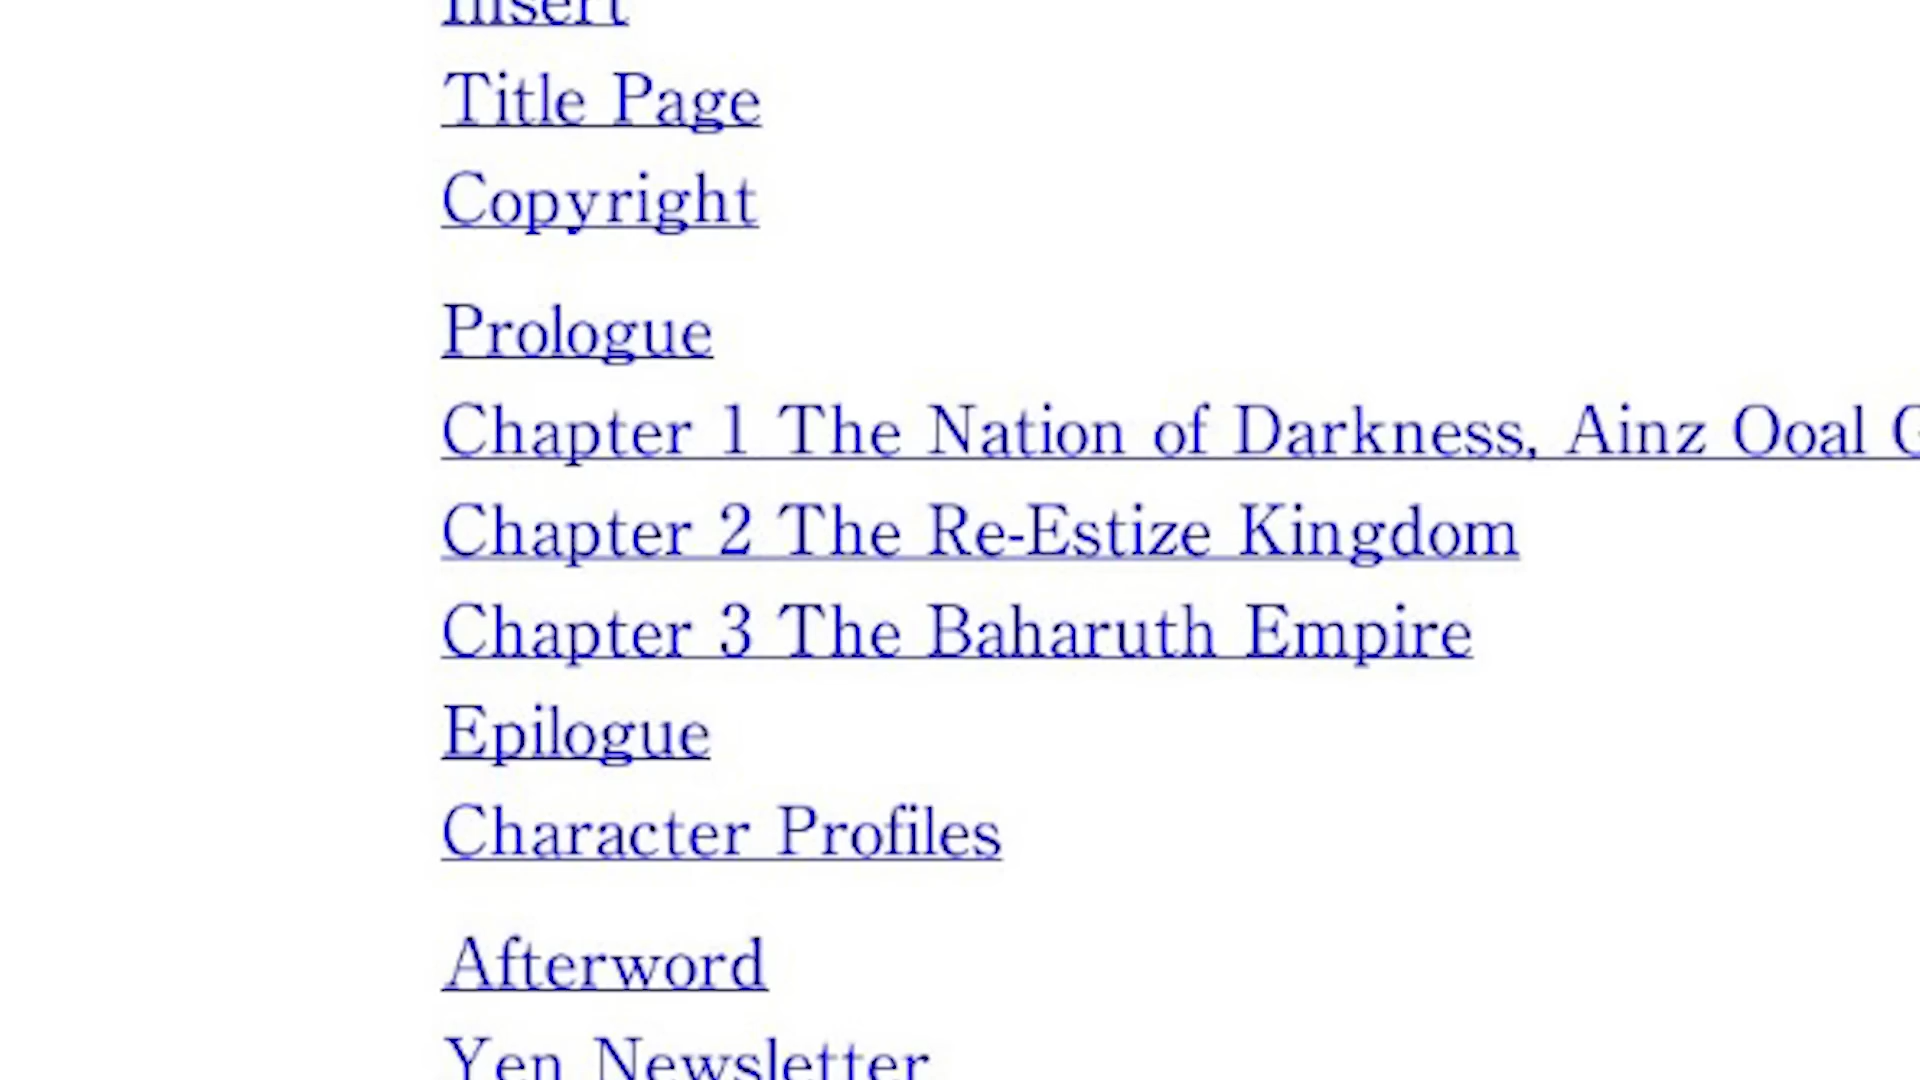 Insert
Title Page
Copyright
Prologue
Chapter 1 The Nation of Darkness, Ainz Ooal G
Chapter 2 The Re-Estize Kingdom
Chapter 3 The Baharuth Empire
Epilogue
Character Profiles
Afterword
Yen Newsletter